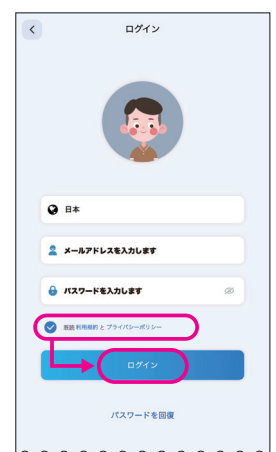 ログイン
日本
メールアドレスを入力します
パスワードを入力します
既読 利用規約 と プライバシーポリシー
ログイン
パスワードを回復